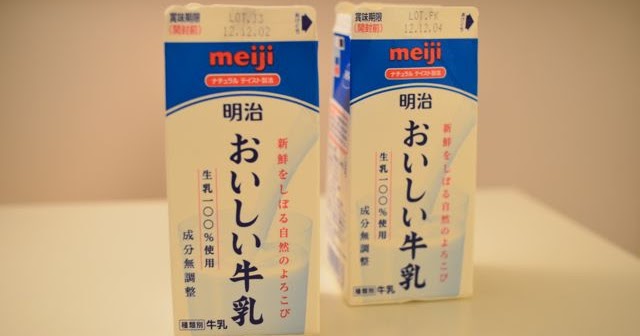 賞味期限
(開封前)
LOT.13
12.12.02
meiji
ナチュラル テイスト製法
明治
おいしい牛乳
新鮮をしぼる自然のよろこび
生乳一〇〇%使用
成分無調整
種類別 牛乳
賞味期限
(開封前)
LOT.PK
12.12.04
meiji
ナチュラル テイスト製法
明治
おいしい牛乳
新鮮をしぼる自然のよろこび
生乳一〇〇%使用
成分無調整
種類別 牛乳